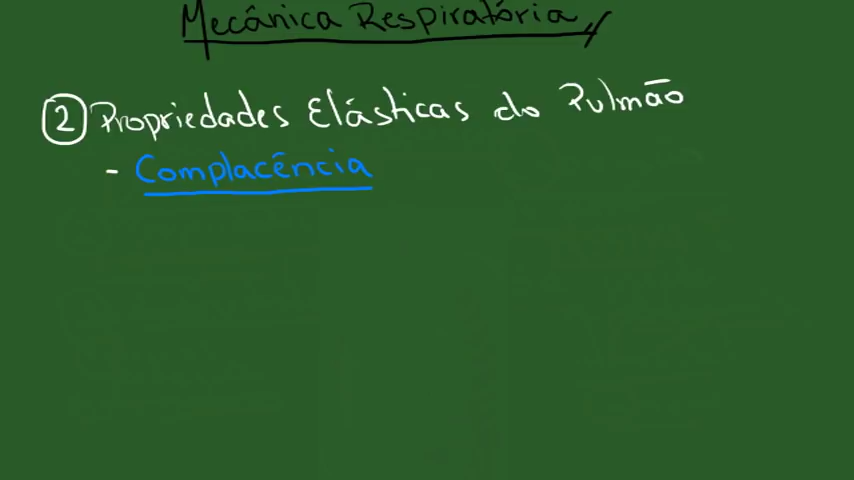 Mecânica Respiratória
2 Propriedades Elásticas do Pulmão
- Complacência